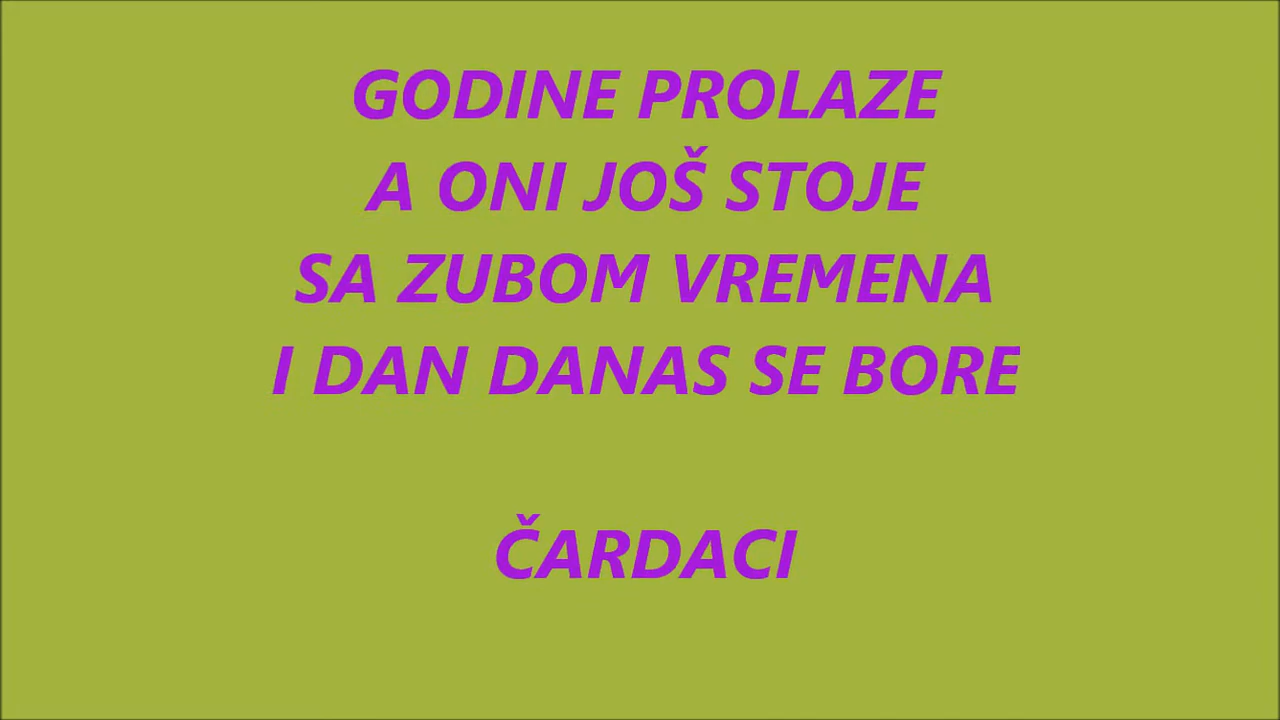 GODINE PROLAZE
A ONI JOŠ STOJE
SA ZUBOM VREMENA
I DAN DANAS SE BORE
ČARDACI